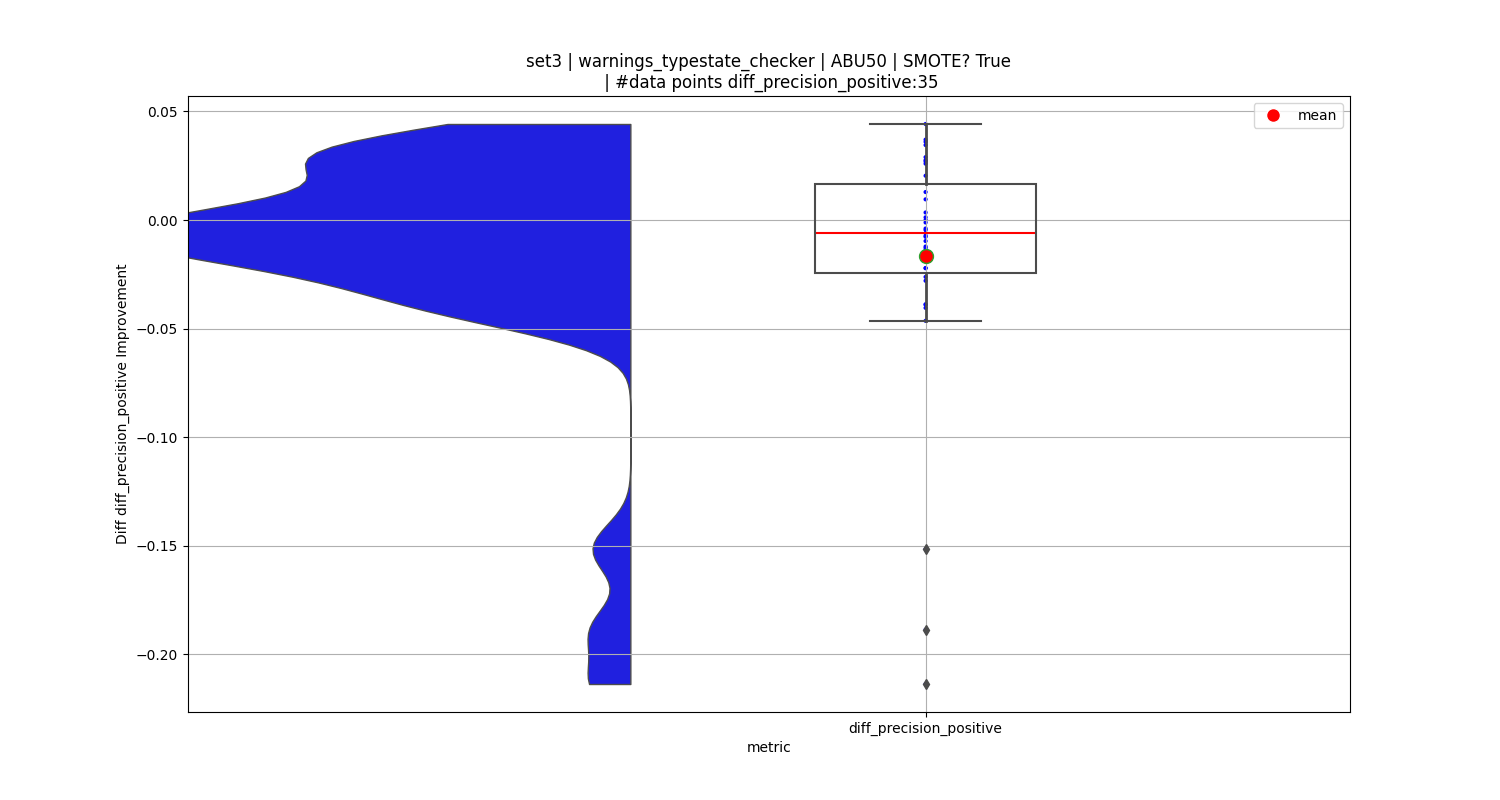 set3 | warnings_typestate_checker | ABU50 | SMOTE? True
| #data points diff_precision_positive:35
mean
0.05
0.00
−0.05
−0.10
−0.15
−0.20
Diff diff_precision_positive Improvement
diff_precision_positive
metric